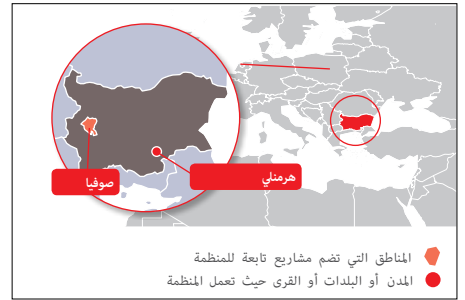 هرمنلي
صوفيا
المناطق التي تضم مشاريع تابعة للمنظمة
المدن أو البلدات أو القرى حيث تعمل المنظمة